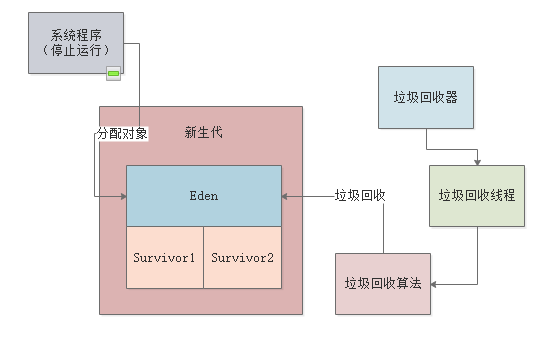 系统程序
（停止运行）
垃圾回收器
分配对象
新生代
Eden
垃圾回收
垃圾回收线程
Survivor1
Survivor2
垃圾回收算法